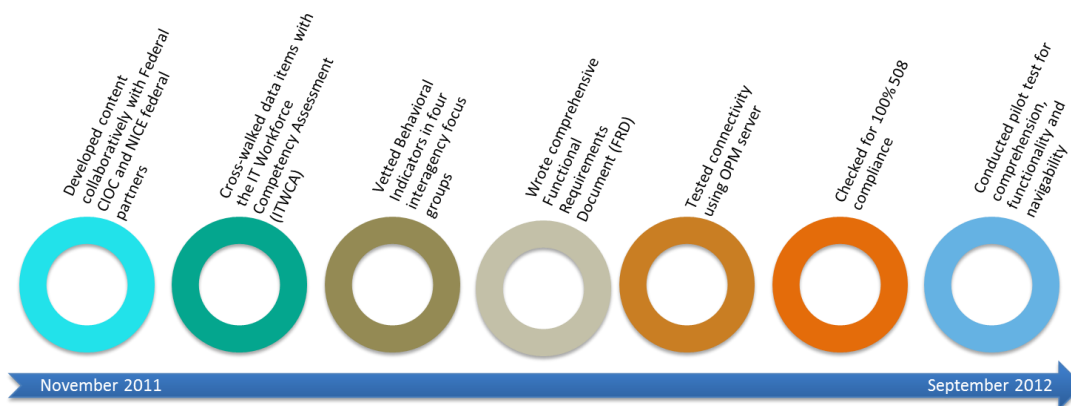 Developed content
collaboratively with Federal
CIOC and NICE federal
partners
Cross-walked data items with
the IT Workforce
Competency Assessment
(ITWCA)
Vetted Behavioral
Indicators in four
interagency focus
groups
Wrote comprehensive
Functional
Requirements
Document (FRD)
Tested connectivity
using OPM server
Checked for 100% 508
compliance
Conducted pilot test for
comprehension,
functionality and
navigability
November 2011
September 2012